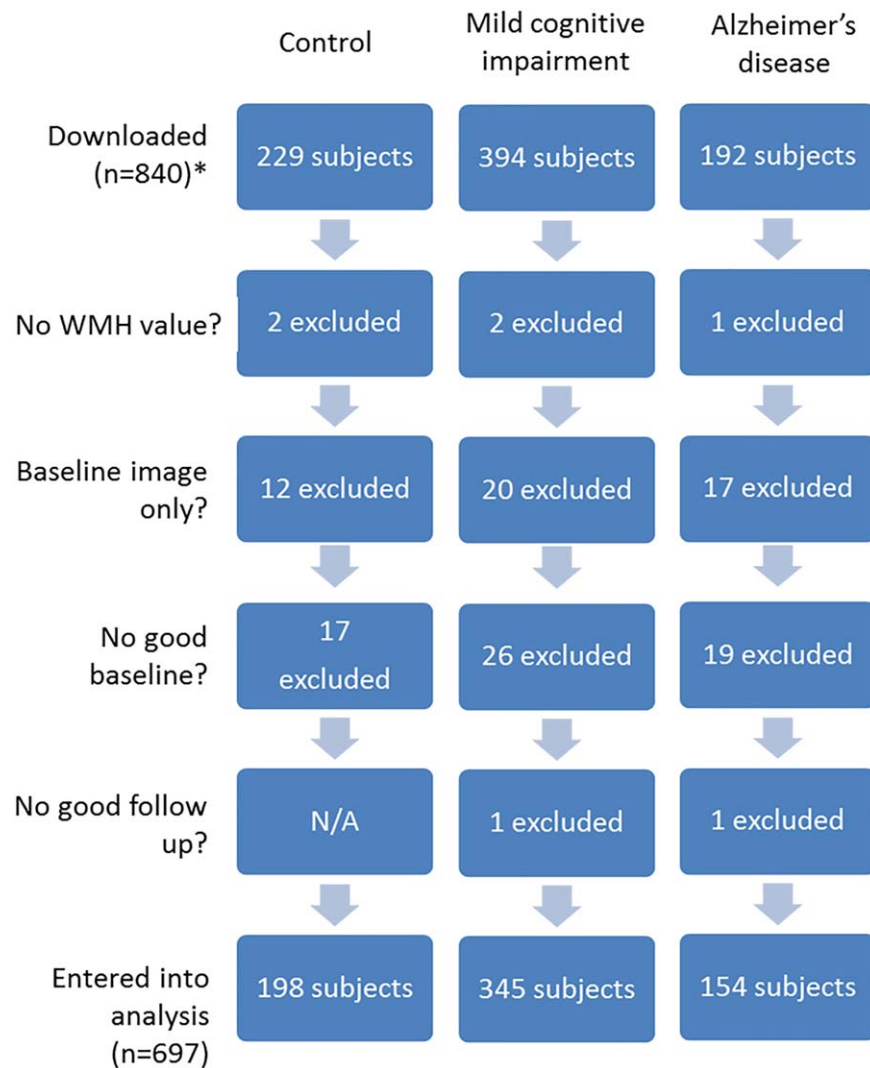 Control
Mild cognitive
impairment
Alzheimer’s
disease
Downloaded
(n=840)*
229 subjects
394 subjects
192 subjects
No WMH value?
2 excluded
2 excluded
1 excluded
Baseline image
only?
12 excluded
20 excluded
17 excluded
No good
baseline?
17
excluded
26 excluded
19 excluded
No good follow
up?
N/A
1 excluded
1 excluded
Entered into
analysis
(n=697)
198 subjects
345 subjects
154 subjects